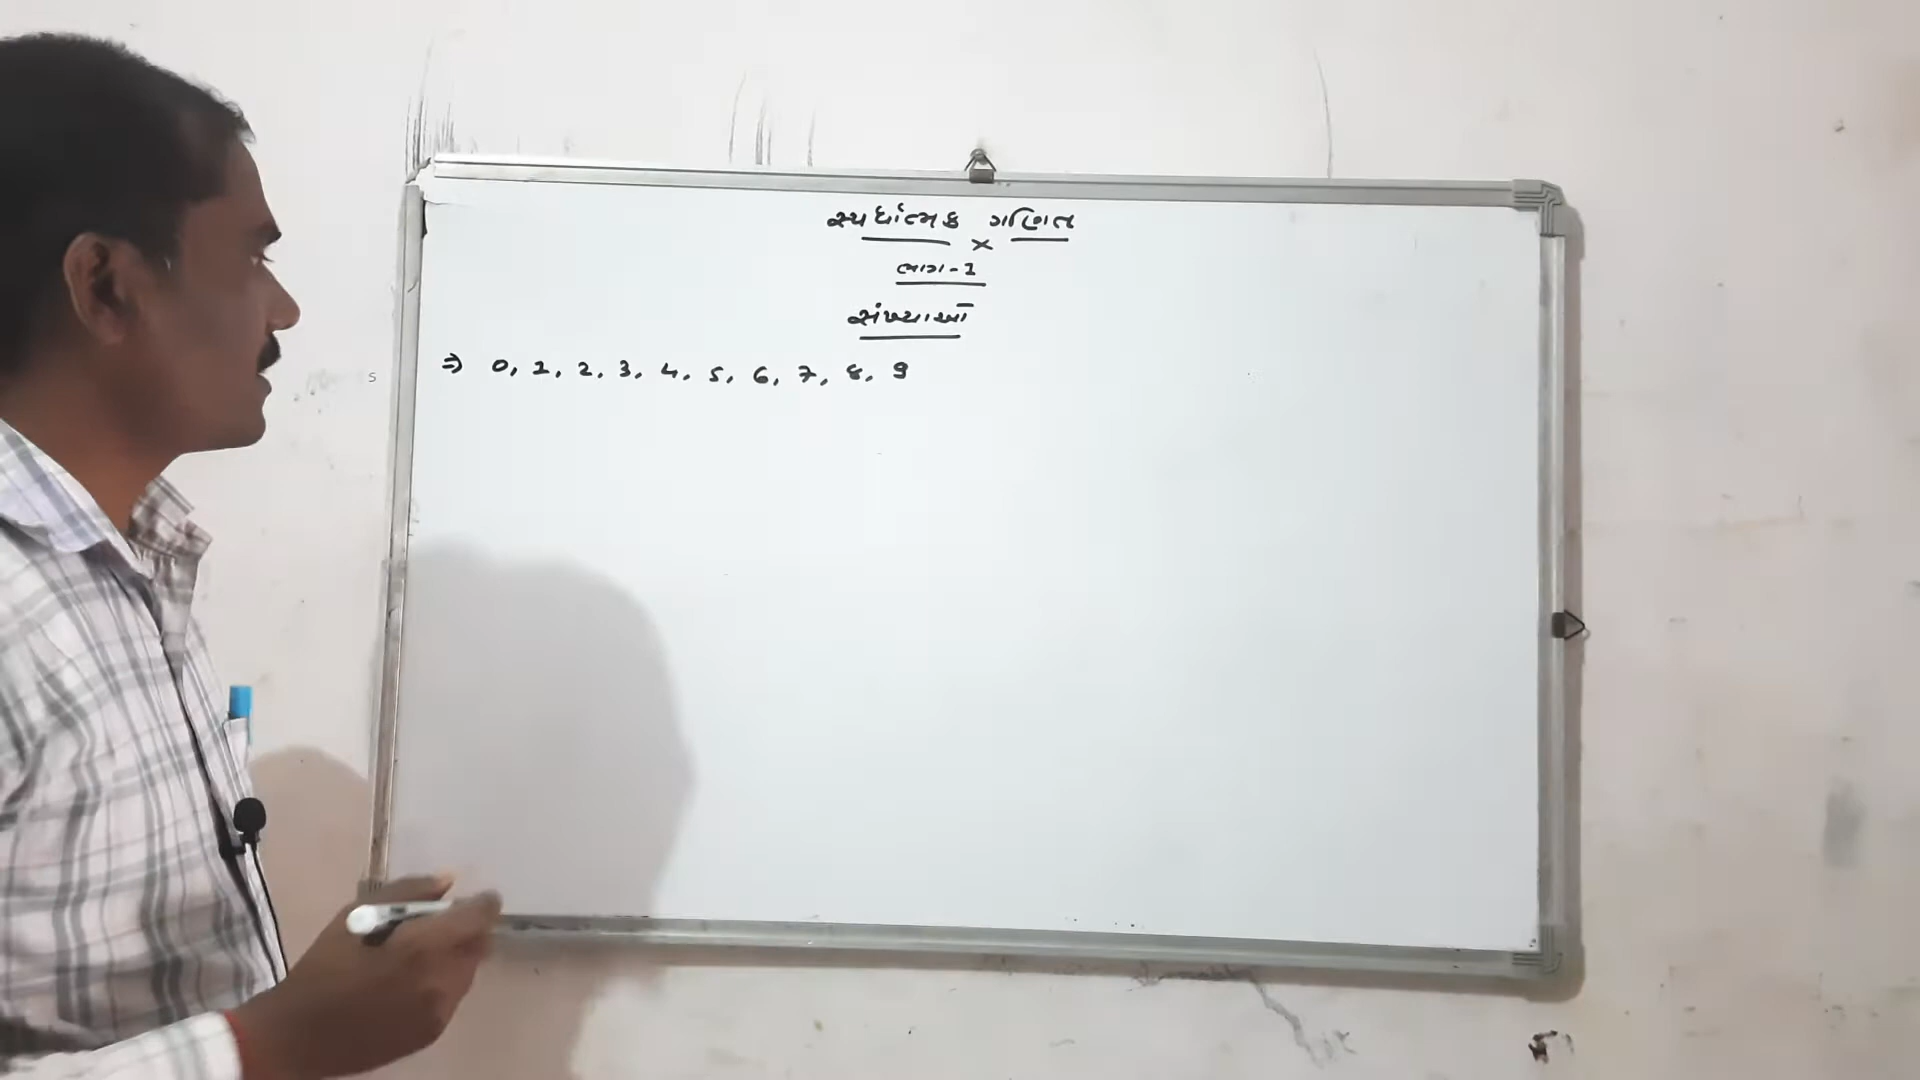 સ્પર્ધાત્મક ગણિત
×
ભાગ-1
સંખ્યાઓ
⇒ 0, 1, 2, 3, 4, 5, 6, 7, 8, 9